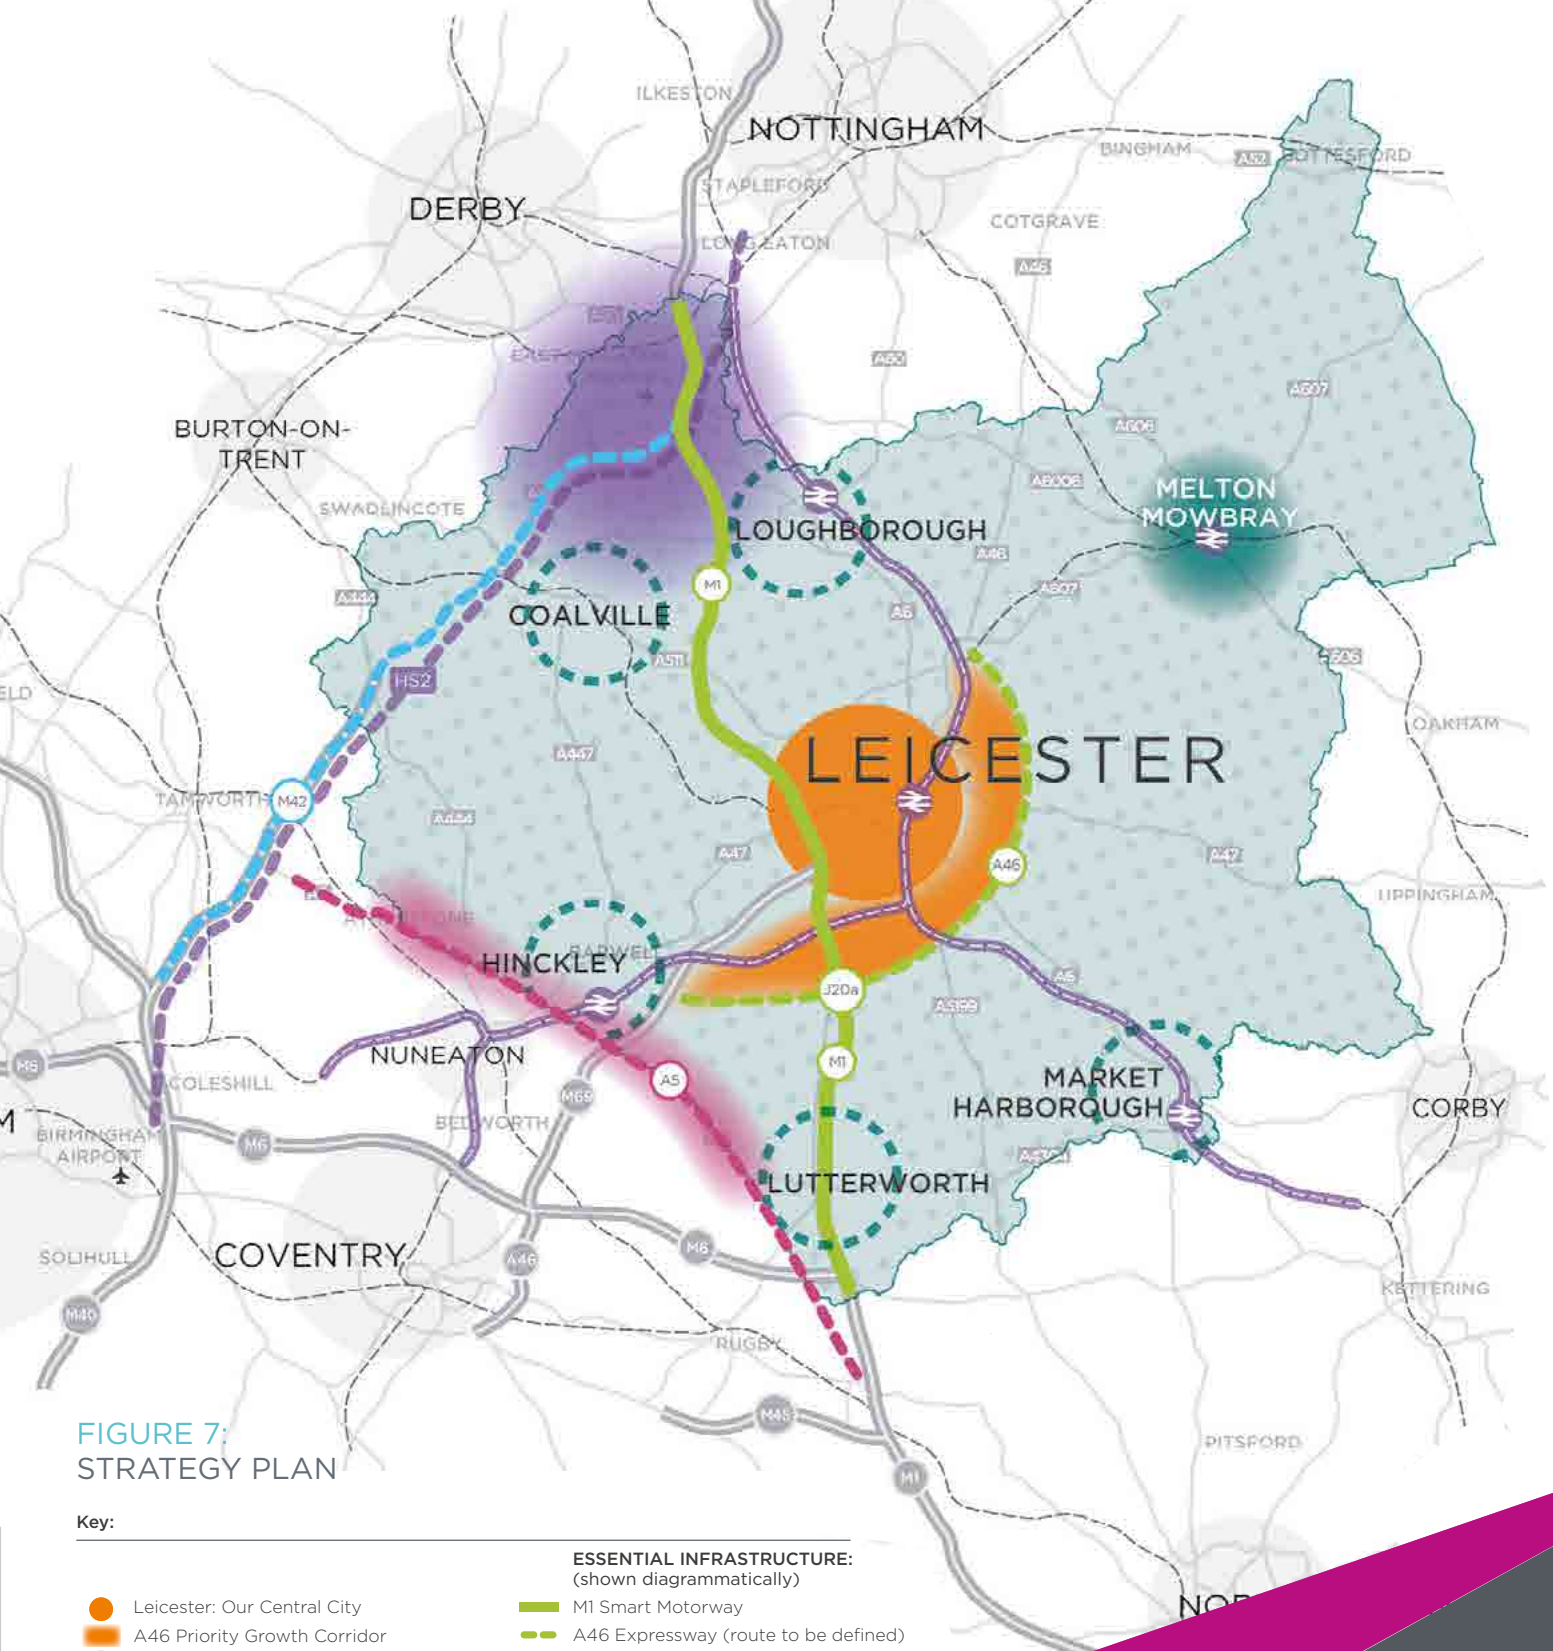 ILKESTON
NOTTINGHAM
BINGHAM
A52
BOTTESFORD
STAPLEFORD
DERBY
COTGRAVE
LONG EATON
A46
A60
A607
BURTON-ON-
TRENT
A606
SWADLINCOTE
A6006
MELTON
MOWBRAY
LOUGHBOROUGH
A46
M1
A444
A607
COALVILLE
A6
A511
A606
HS2
OAKHAM
LEICESTER
A447
TAMWORTH
M42
A444
A47
A47
A46
UPPINGHAM
HINCKLEY
BARWELL
A6
J20a
A5199
NUNEATON
M1
M6
COLESHILL
A5
MARKET
HARBOROUGH
M69
CORBY
BEDWORTH
M
BIRMINGHAM
AIRPORT
M6
LUTTERWORTH
SOLIHULL
COVENTRY
A46
M6
KETTERING
M40
RUGBY
M45
PITSFORD
M1
FIGURE 7:
STRATEGY PLAN
Key:
ESSENTIAL INFRASTRUCTURE:
(shown diagrammatically)
Leicester: Our Central City
M1 Smart Motorway
A46 Priority Growth Corridor
A46 Expressway (route to be defined)